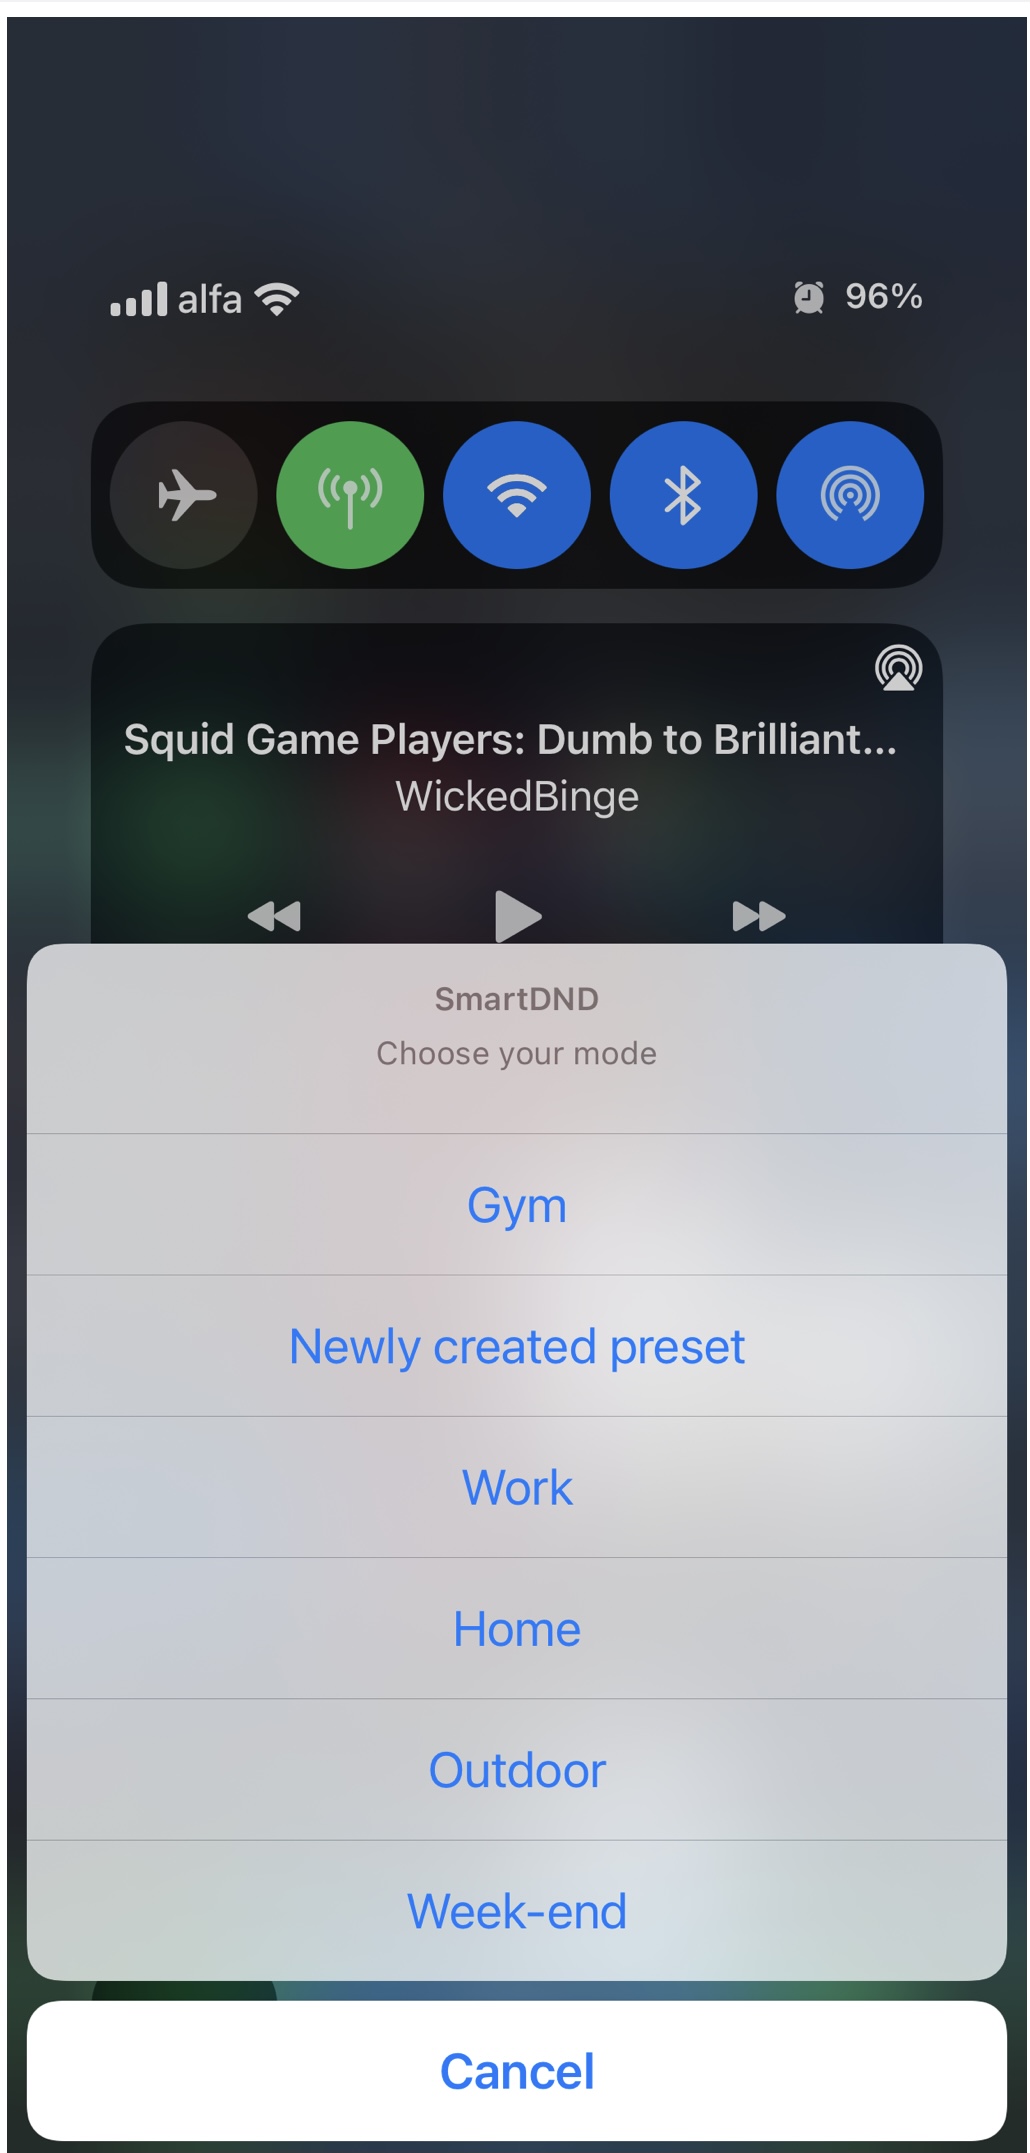 alfa
96%
Squid Game Players: Dumb to Brilliant...
WickedBinge
SmartDND
Choose your mode
Gym
Newly created preset
Work
Home
Outdoor
Week-end
Cancel